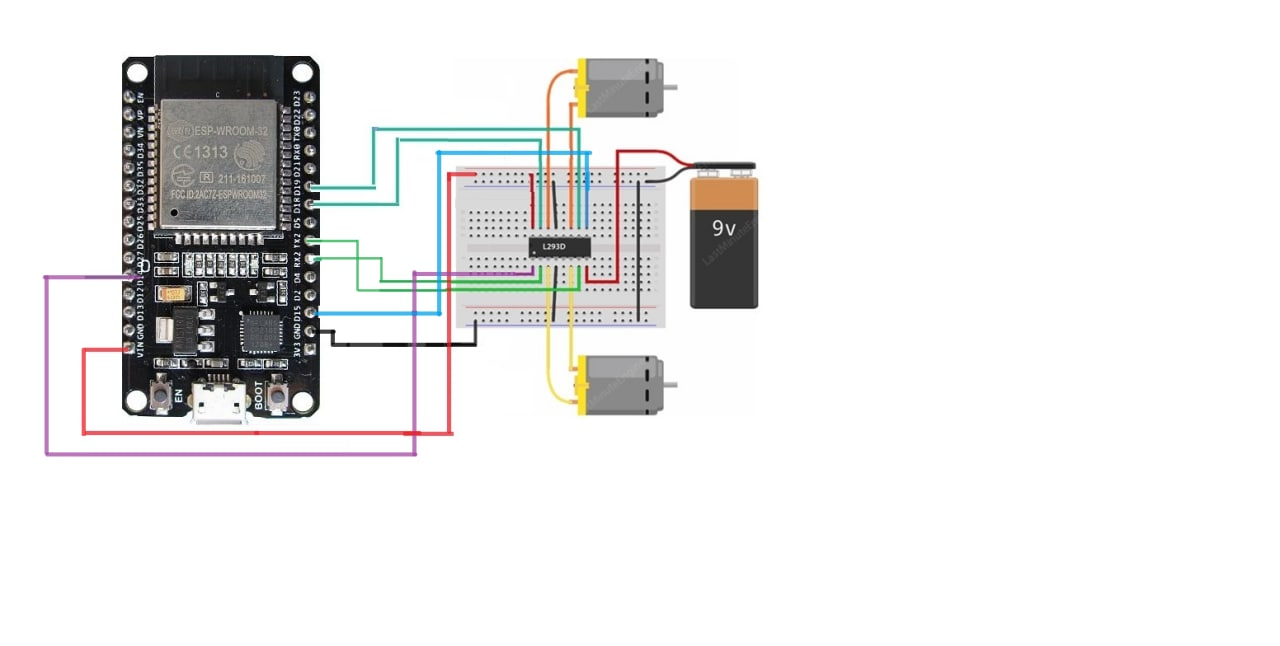 EN
VP
VN
D34
D35
D32
D33
D25
D26
D27
D12
D13
GND
VIN
C
ESP-WROOM-32
CE1313
R 211-161007
FCC ID:2AC7Z-ESPWROOM32
D23
D22
TX0
RX0
D21
D19
D18
D5
TX2
RX2
D4
D2
D15
GND
3V3
EN
BOOT
L293D
9v